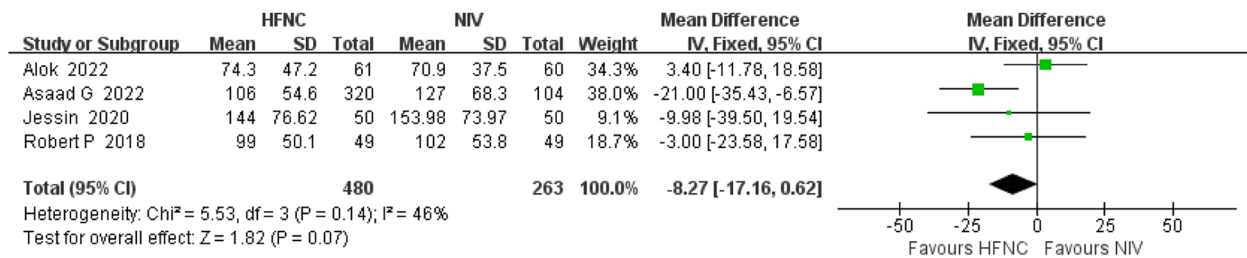 HFNC NIV Mean Difference Mean Difference
Study or Subgroup Mean SD Total Mean SD Total Weight IV, Fixed, 95% CI IV, Fixed, 95% CI
Alok 2022 74.3 47.2 61 70.9 37.5 60 34.3% 3.40 [-11.78, 18.58]
Asaad G 2022 106 54.6 320 127 68.3 104 38.0% -21.00 [-35.43, -6.57]
Jessin 2020 144 76.62 50 153.98 73.97 50 9.1% -9.98 [-39.50, 19.54]
Robert P 2018 99 50.1 49 102 53.8 49 18.7% -3.00 [-23.58, 17.58]
Total (95% CI) 480 263 100.0% -8.27 [-17.16, 0.62]
Heterogeneity: Chi² = 5.53, df = 3 (P = 0.14); I² = 46%
Test for overall effect: Z = 1.82 (P = 0.07)
-50 -25 0 25 50
Favours HFNC Favours NIV